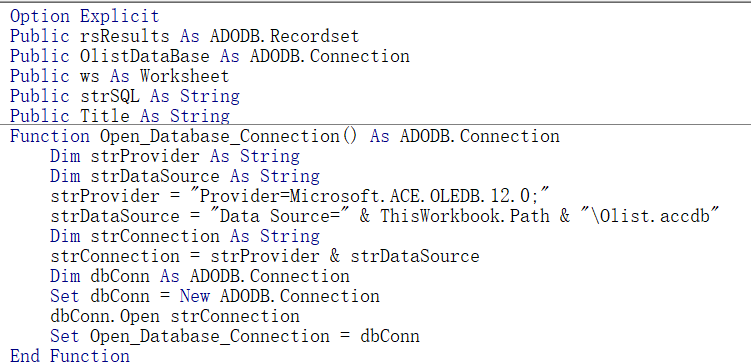 Option Explicit
Public rsResults As ADODB.Recordset
Public OlistDataBase As ADODB.Connection
Public ws As Worksheet
Public strSQL As String
Public Title As String
Function Open_Database_Connection() As ADODB.Connection
    Dim strProvider As String
    Dim strDataSource As String
    strProvider = "Provider=Microsoft.ACE.OLEDB.12.0;"
    strDataSource = "Data Source=" & ThisWorkbook.Path & "\Olist.accdb"
    Dim strConnection As String
    strConnection = strProvider & strDataSource
    Dim dbConn As ADODB.Connection
    Set dbConn = New ADODB.Connection
    dbConn.Open strConnection
    Set Open_Database_Connection = dbConn
End Function